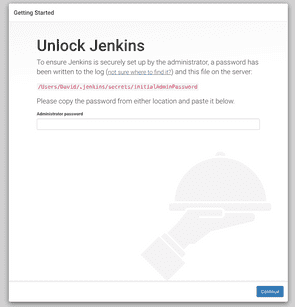 Getting Started
Unlock Jenkins
To ensure Jenkins is securely set up by the administrator, a password has
been written to the log (not sure where to find it?) and this file on the server:
/Users/David/.jenkins/secrets/initialAdminPassword
Please copy the password from either location and paste it below.
Administrator password
Continue